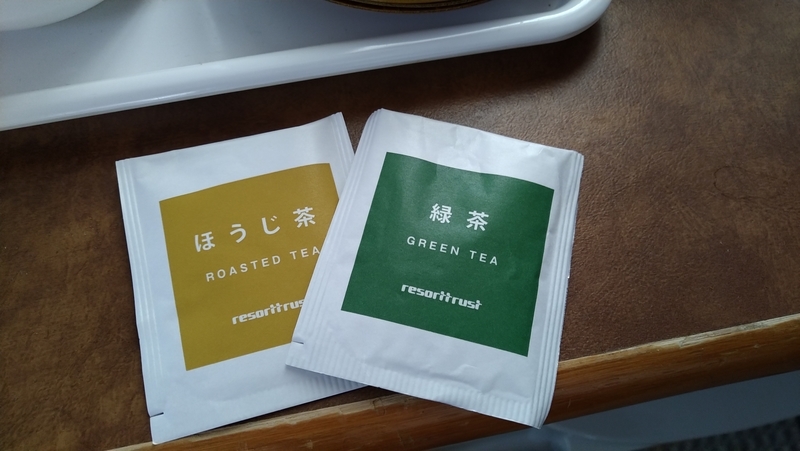 ほうじ茶
ROASTED TEA
resorttrust
緑茶
GREEN TEA
resorttrust